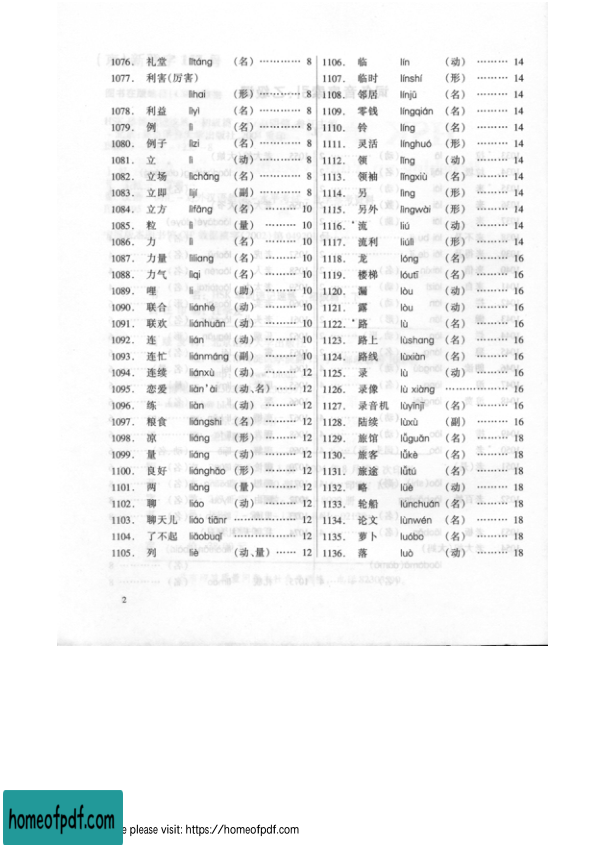 1076. 礼堂 lǐtáng (名) ………… 8
1077. 利害(厉害)
lìhai (形) ………… 8
1078. 利益 lìyì (名) ………… 8
1079. 例 lì (名) ………… 8
1080. 例子 lìzi (名) ………… 8
1081. 立 lì (动) ………… 8
1082. 立场 lìchǎng (名) ………… 8
1083. 立即 lìjí (副) ………… 8
1084. 立方 lìfāng (名) ……… 10
1085. 粒 lì (量) ……… 10
1086. 力 lì (名) ……… 10
1087. 力量 lìliang (名) ……… 10
1088. 力气 lìqi (名) ……… 10
1089. 哩 li (助) ……… 10
1090. 联合 liánhé (动) ……… 10
1091. 联欢 liánhuān (动) ……… 10
1092. 连 lián (动) ……… 10
1093. 连忙 liánmáng (副) ……… 10
1094. 连续 liánxù (动) ……… 12
1095. 恋爱 liàn'ài (动、名) …… 12
1096. 练 liàn (动) ……… 12
1097. 粮食 liángshi (名) ……… 12
1098. 凉 liáng (形) ……… 12
1099. 量 liáng (动) ……… 12
1100. 良好 liánghǎo (形) ……… 12
1101. 两 liǎng (量) ……… 12
1102. 聊 liáo (动) ……… 12
1103. 聊天儿 liáo tiānr ……………… 12
1104. 了不起 liǎobuqǐ ……………… 12
1105. 列 liè (动、量) …… 12
1106. 临 lín (动) ……… 14
1107. 临时 línshí (形) ……… 14
1108. 邻居 línjū (名) ……… 14
1109. 零钱 língqián (名) ……… 14
1110. 铃 líng (名) ……… 14
1111. 灵活 línghuó (形) ……… 14
1112. 领 lǐng (动) ……… 14
1113. 领袖 lǐngxiù (名) ……… 14
1114. 另 lìng (形) ……… 14
1115. 另外 lìngwài (形) ……… 14
1116. *流 liú (动) ……… 14
1117. 流利 liúlì (形) ……… 14
1118. 龙 lóng (名) ……… 16
1119. 楼梯 lóutī (名) ……… 16
1120. 漏 lòu (动) ……… 16
1121. 露 lòu (动) ……… 16
1122. *路 lù (名) ……… 16
1123. 路上 lùshang (名) ……… 16
1124. 路线 lùxiàn (名) ……… 16
1125. 录 lù (动) ……… 16
1126. 录像 lù xiàng ……………… 16
1127. 录音机 lùyīnjī (名) ……… 16
1128. 陆续 lùxù (副) ……… 16
1129. 旅馆 lǚguǎn (名) ……… 18
1130. 旅客 lǚkè (名) ……… 18
1131. 旅途 lǚtú (名) ……… 18
1132. 略 lüè (动) ……… 18
1133. 轮船 lúnchuán (名) ……… 18
1134. 论文 lùnwén (名) ……… 18
1135. 萝卜 luóbo (名) ……… 18
1136. 落 luò (动) ……… 18
2
homeofpdf.com
e please visit: https://homeofpdf.com